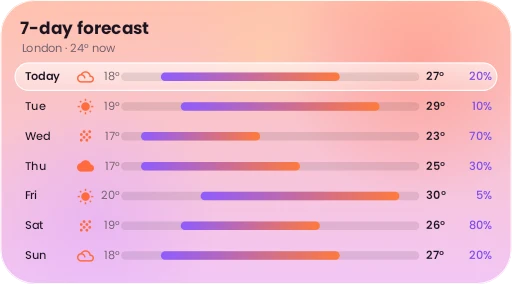 7-day forecast
London · 24° now
Today 18° 27° 20%
Tue 19° 29° 10%
Wed 17° 23° 70%
Thu 17° 25° 30%
Fri 20° 30° 5%
Sat 19° 26° 80%
Sun 18° 27° 20%